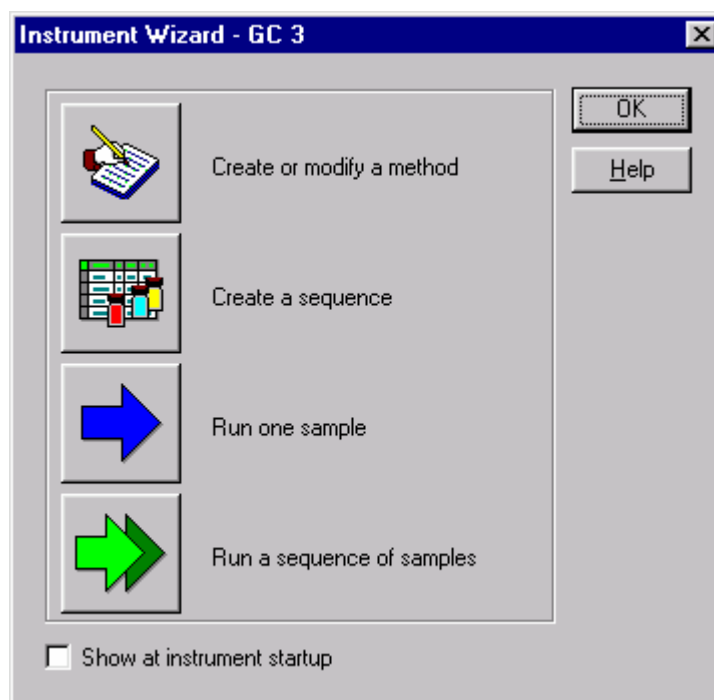 Instrument Wizard - GC 3
OK
Create or modify a method
Help
Create a sequence
Run one sample
Run a sequence of samples
Show at instrument startup